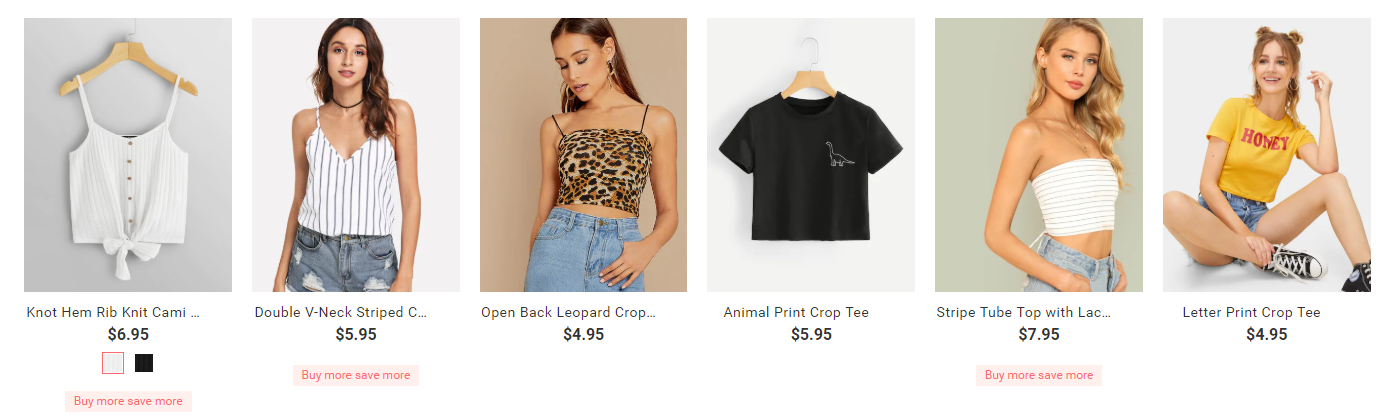 HONEY
Knot Hem Rib Knit Cami ...
$6.95
Buy more save more
Double V-Neck Striped C...
$5.95
Buy more save more
Open Back Leopard Crop...
$4.95
Animal Print Crop Tee
$5.95
Stripe Tube Top with Lac...
$7.95
Buy more save more
Letter Print Crop Tee
$4.95